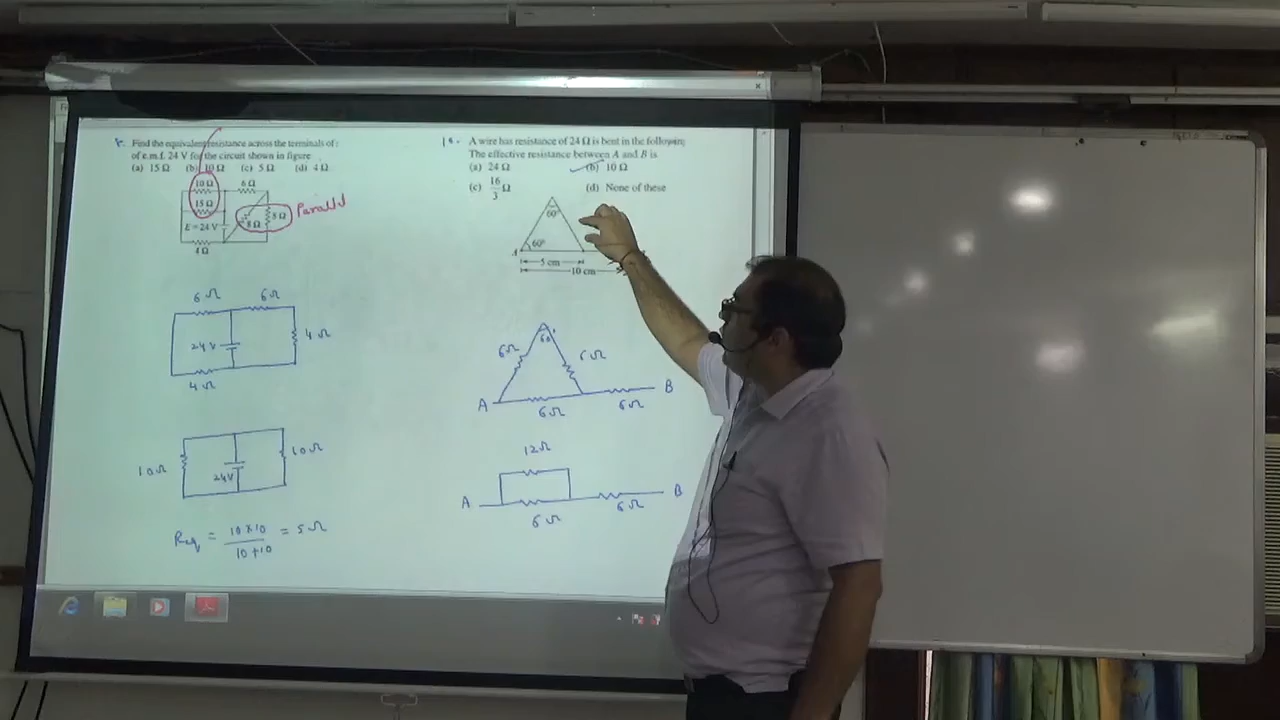 Find the equivalent resistance across the terminals of
of e.m.f. 24 V for the circuit shown in figure
(a) 15 Ω (b) 10 Ω (c) 5 Ω (d) 4 Ω
10 Ω
6 Ω
15 Ω
8 Ω
8 Ω
Parallel
E = 24 V
4 Ω
6 Ω
6 Ω
24 V
4 Ω
4 Ω
10 Ω
10 Ω
24 V
Req = 10 × 10 / 10 + 10 = 5 Ω
A wire has resistance of 24 Ω is bent in the following
The effective resistance between A and B is
(a) 24 Ω
(b) 10 Ω
(c) 16/3 Ω
(d) None of these
60°
60°
A
5 cm
10 cm
60
6 Ω
6 Ω
A
B
6 Ω
6 Ω
12 Ω
A
B
6 Ω
6 Ω